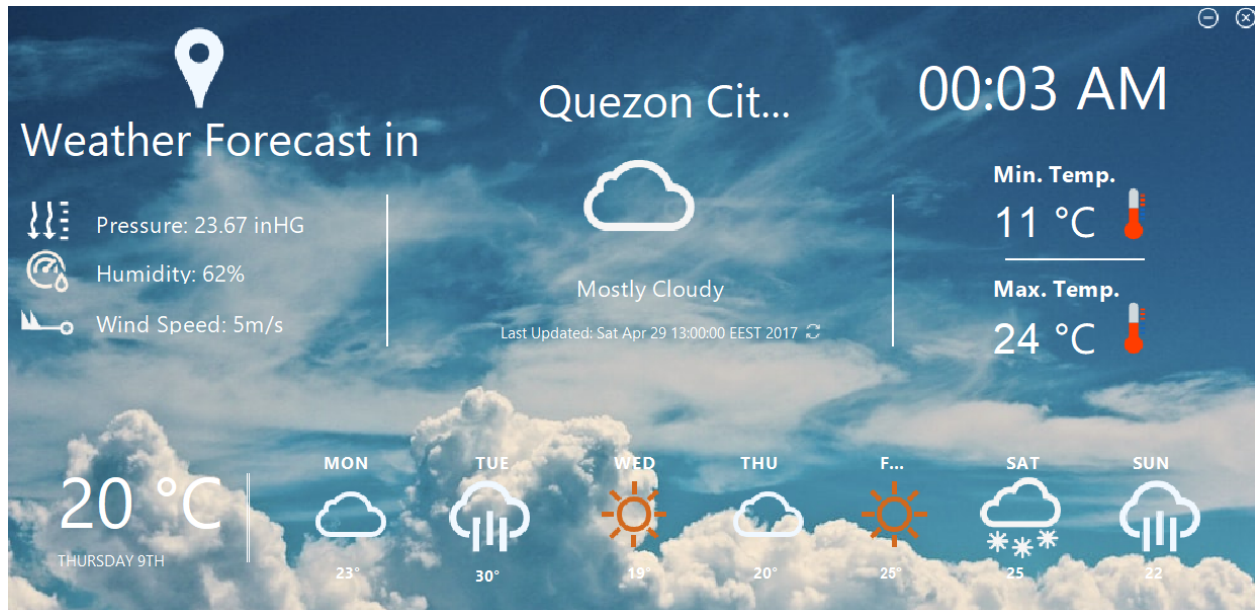 Weather Forecast in
Quezon Cit...
00:03 AM
Pressure: 23.67 inHG
Humidity: 62%
Wind Speed: 5m/s
Mostly Cloudy
Last Updated: Sat Apr 29 13:00:00 EEST 2017
Min. Temp.
11 °C
Max. Temp.
24 °C
20 °C
THURSDAY 9TH
MON TUE WED THU F... SAT SUN
23° 30° 19° 20° 25° 25 22